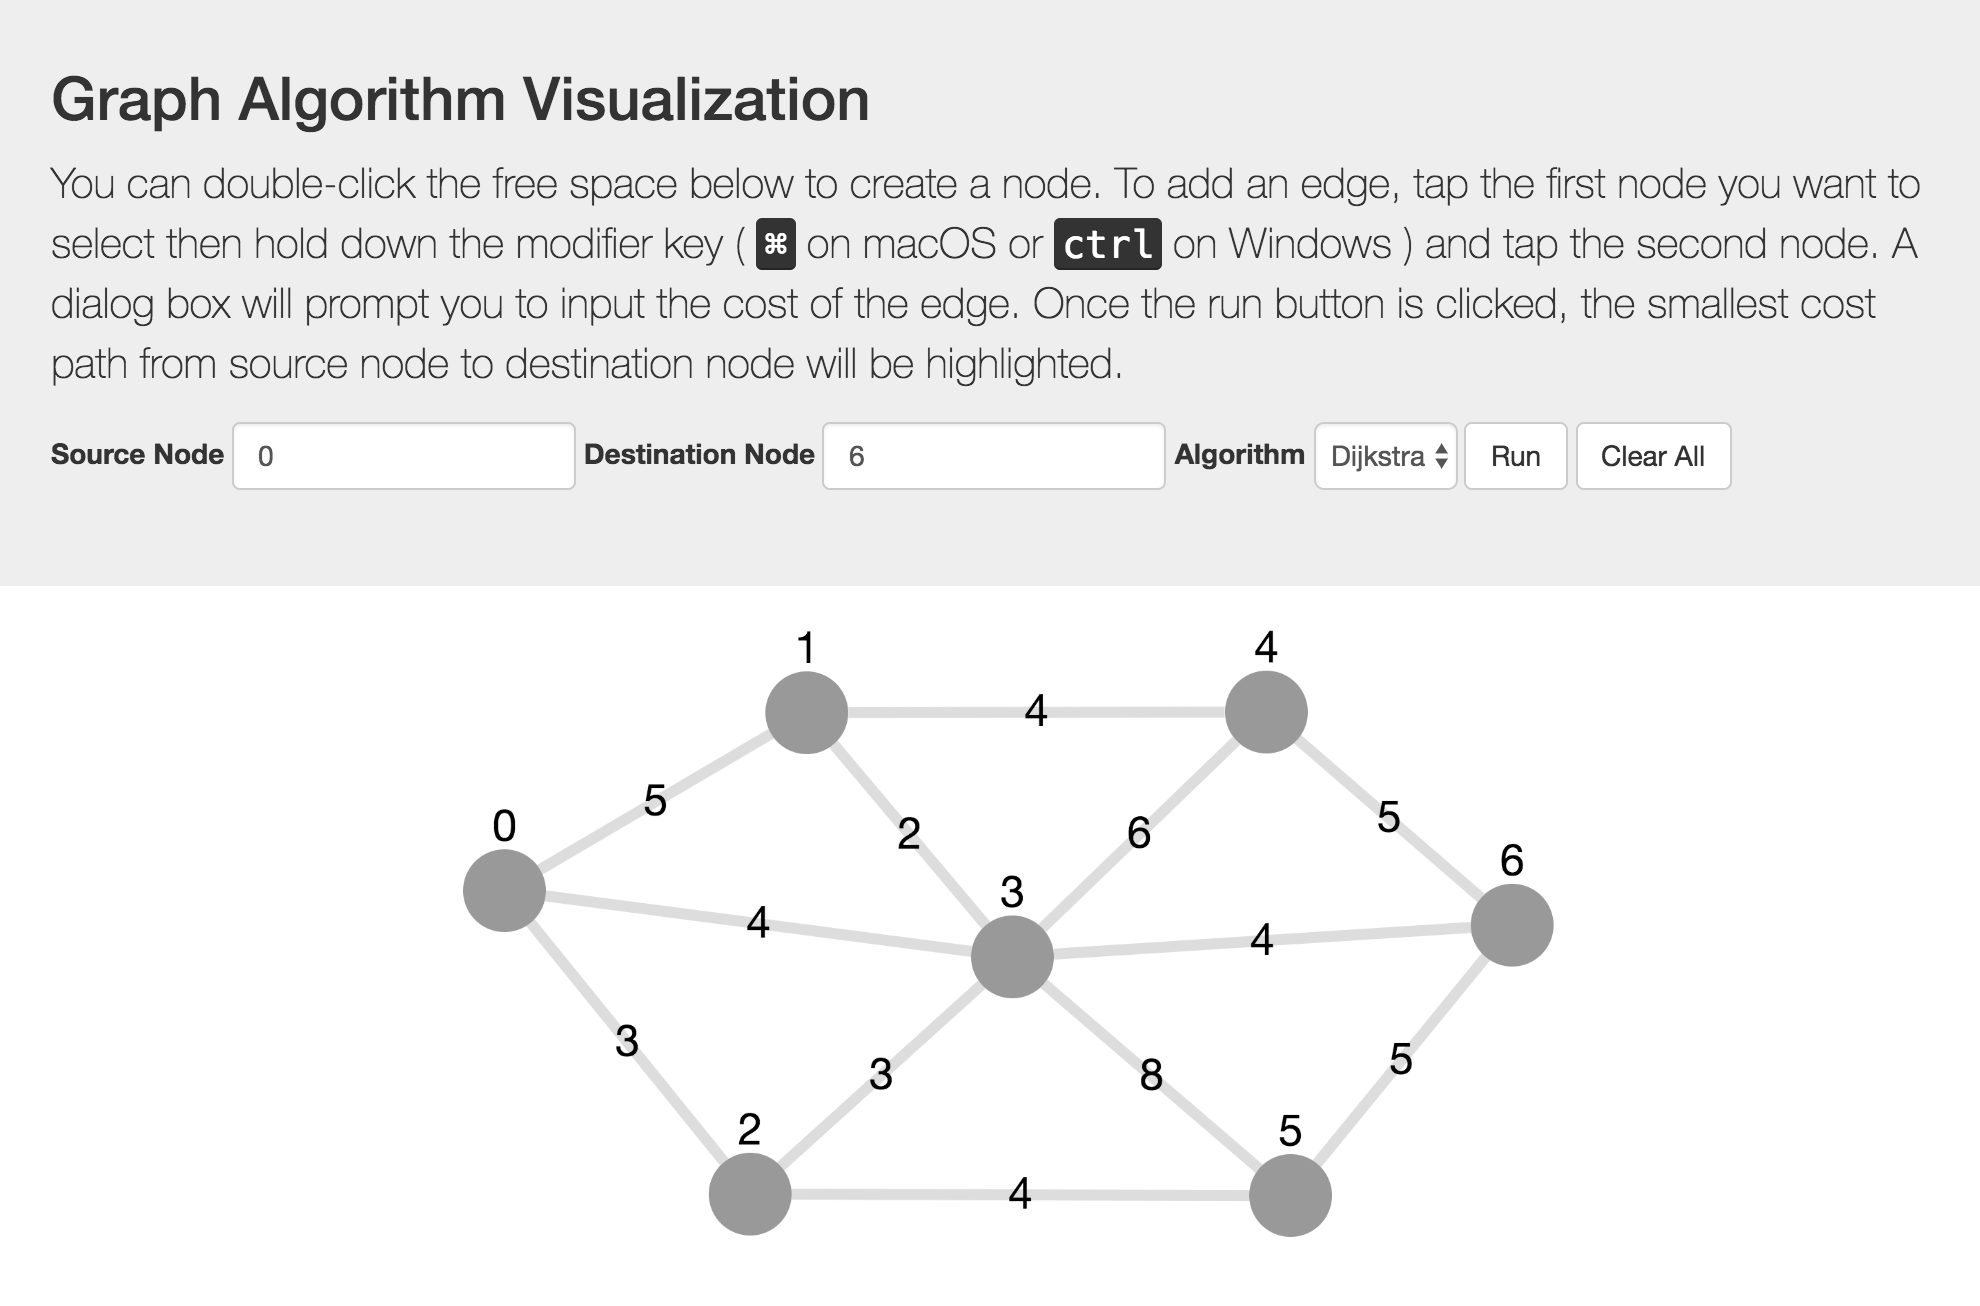 Graph Algorithm Visualization
You can double-click the free space below to create a node. To add an edge, tap the first node you want to
select then hold down the modifier key ( ⌘ on macOS or ctrl on Windows ) and tap the second node. A
dialog box will prompt you to input the cost of the edge. Once the run button is clicked, the smallest cost
path from source node to destination node will be highlighted.
Source Node 0 Destination Node 6 Algorithm Dijkstra Run Clear All
1 4
4
5
0 2 6 5
6
3
4 4
3 3 8 5
2 5
4